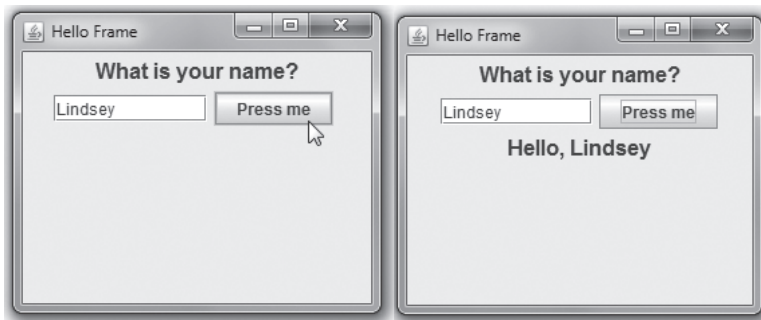 Hello Frame
What is your name?
Lindsey Press me
Hello Frame
What is your name?
Lindsey Press me
Hello, Lindsey